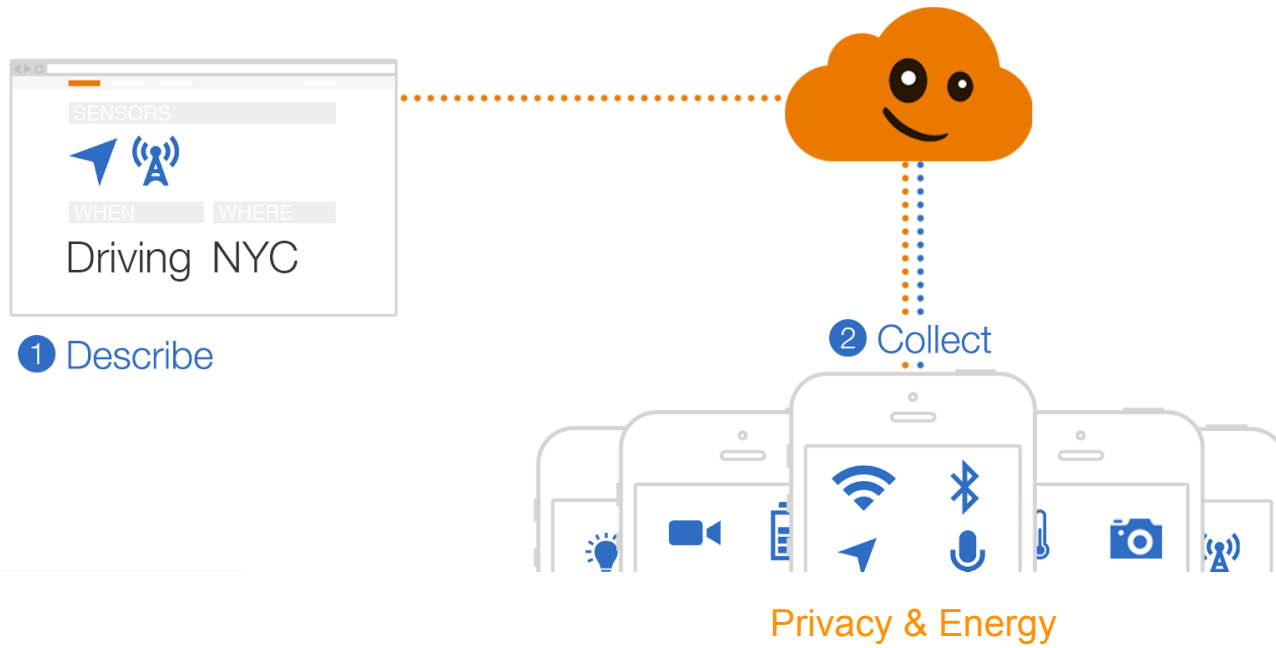 SENSORS
WHEN WHERE
Driving NYC
1 Describe
2 Collect
Privacy & Energy